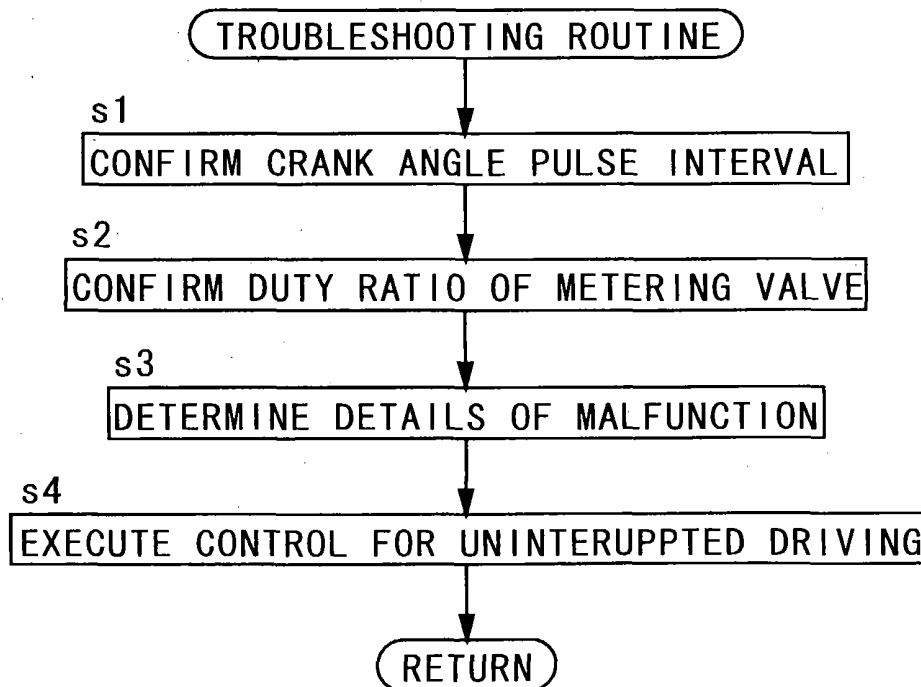 TROUBLESHOOTING ROUTINE
s1
CONFIRM CRANK ANGLE PULSE INTERVAL
s2
CONFIRM DUTY RATIO OF METERING VALVE
s3
DETERMINE DETAILS OF MALFUNCTION
s4
EXECUTE CONTROL FOR UNINTERUPPTED DRIVING
RETURN